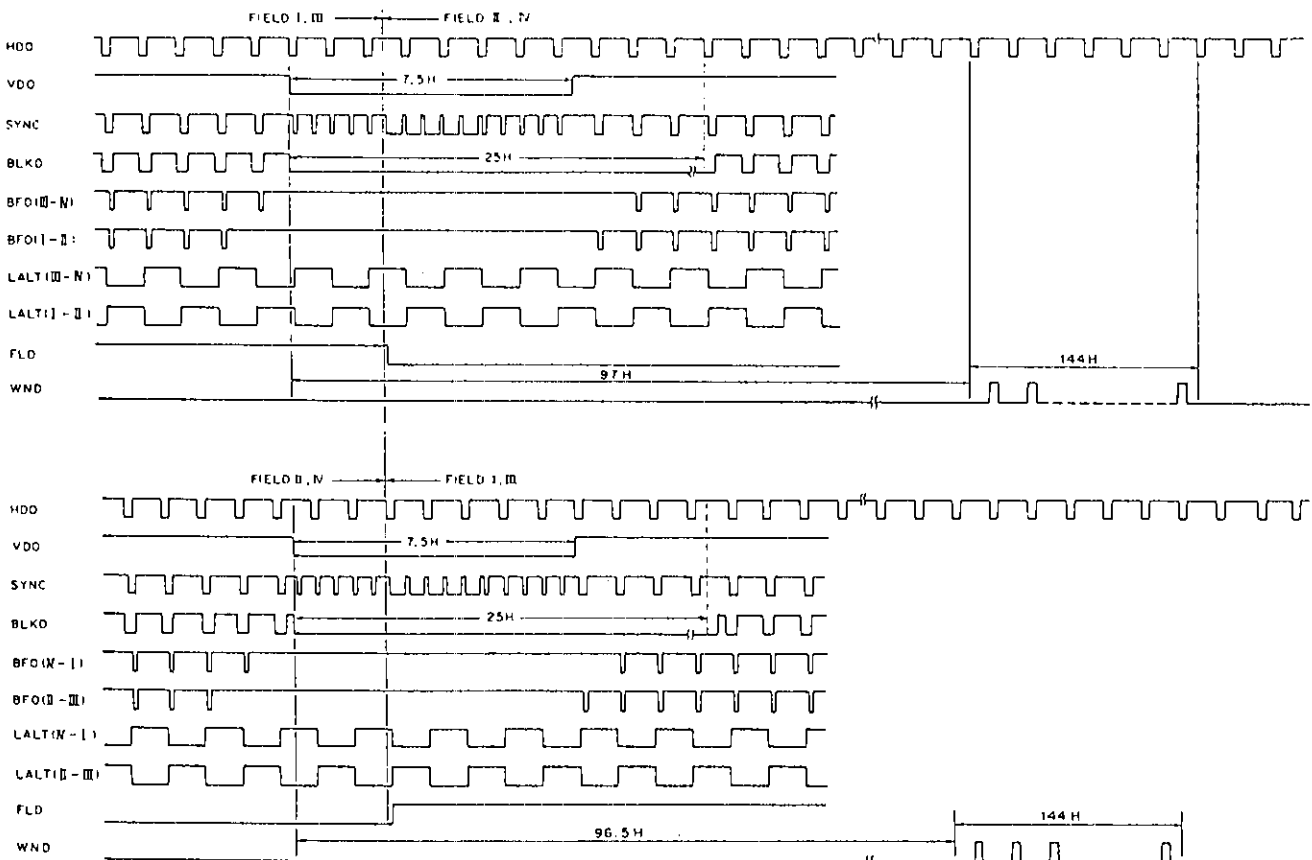 FIELD I, III FIELD II, IV
HDO
VDO 7.5H
SYNC
BLKO 25H
BFO(III-IV)
BFO(I-II)
LALT(III-IV)
LALT(I-II)
FLD
97H 144H
WND
FIELD II, IV FIELD I, III
HDO
VDO 7.5H
SYNC
BLKO 25H
BFO(IV-I)
BFO(II-III)
LALT(IV-I)
LALT(II-III)
FLD
96.5H 144H
WND